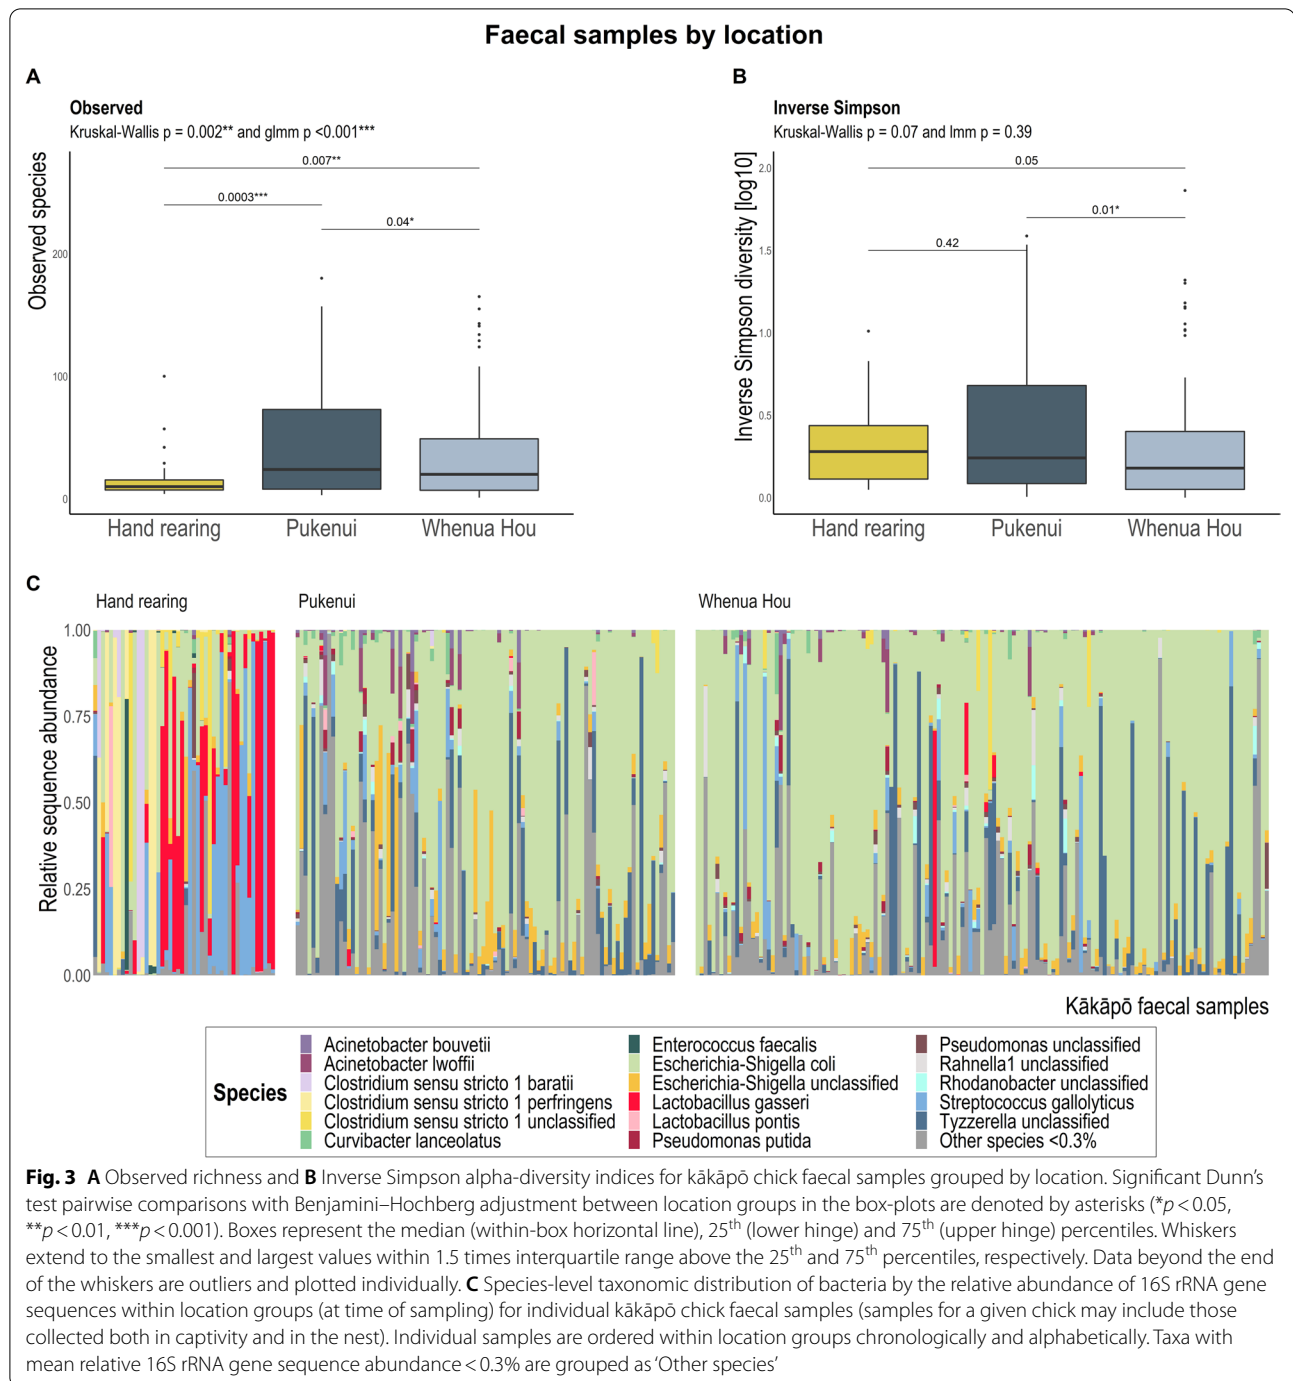 Faecal samples by location
A
Observed
Kruskal-Wallis p = 0.002** and glmm p <0.001***
0.007**
0.0003***
0.04*
Observed species
200
100
0
Hand rearing
Pukenui
Whenua Hou
B
Inverse Simpson
Kruskal-Wallis p = 0.07 and lmm p = 0.39
2.0
0.05
0.01*
0.42
Inverse Simpson diversity [log10]
1.5
1.0
0.5
0.0
Hand rearing
Pukenui
Whenua Hou
C
Hand rearing
Pukenui
Whenua Hou
Relative sequence abundance
1.00
0.75
0.50
0.25
0.00
Kākāpō faecal samples
Species
Acinetobacter bouvetii
Acinetobacter lwoffii
Clostridium sensu stricto 1 baratii
Clostridium sensu stricto 1 perfringens
Clostridium sensu stricto 1 unclassified
Curvibacter lanceolatus
Enterococcus faecalis
Escherichia-Shigella coli
Escherichia-Shigella unclassified
Lactobacillus gasseri
Lactobacillus pontis
Pseudomonas putida
Pseudomonas unclassified
Rahnella1 unclassified
Rhodanobacter unclassified
Streptococcus gallolyticus
Tyzzerella unclassified
Other species <0.3%
Fig. 3 A Observed richness and B Inverse Simpson alpha-diversity indices for kākāpō chick faecal samples grouped by location. Significant Dunn's
test pairwise comparisons with Benjamini–Hochberg adjustment between location groups in the box-plots are denoted by asterisks (*p < 0.05,
**p < 0.01, ***p < 0.001). Boxes represent the median (within-box horizontal line), 25th (lower hinge) and 75th (upper hinge) percentiles. Whiskers
extend to the smallest and largest values within 1.5 times interquartile range above the 25th and 75th percentiles, respectively. Data beyond the end
of the whiskers are outliers and plotted individually. C Species-level taxonomic distribution of bacteria by the relative abundance of 16S rRNA gene
sequences within location groups (at time of sampling) for individual kākāpō chick faecal samples (samples for a given chick may include those
collected both in captivity and in the nest). Individual samples are ordered within location groups chronologically and alphabetically. Taxa with
mean relative 16S rRNA gene sequence abundance < 0.3% are grouped as 'Other species'